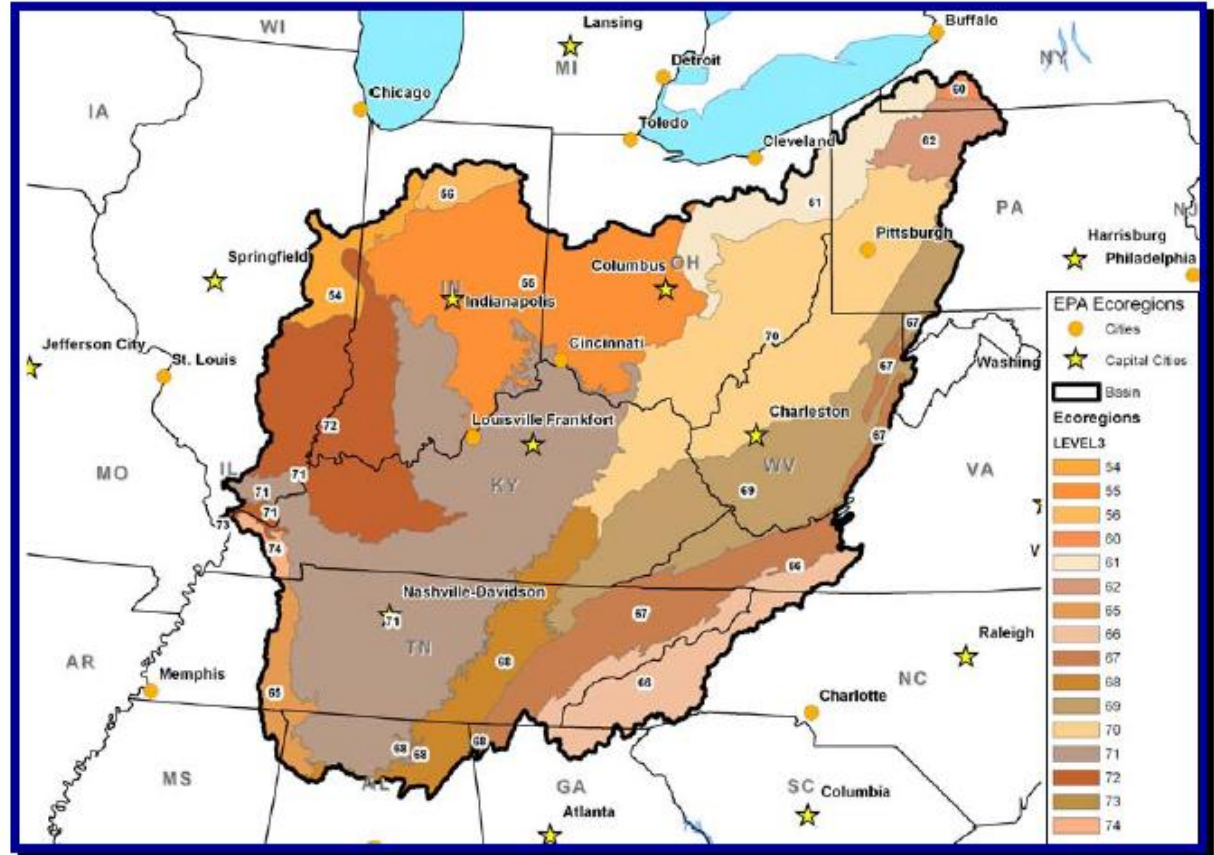 Buffalo
Lansing
WI
MI
NY
Detroit
Chicago
IA
Toledo
Cleveland
60
62
56
61
PA
NJ
Pittsburgh
Harrisburg
Philadelphia
Springfield
Columbus
OH
55
IN
Indianapolis
54
67
70
Cincinnati
Jefferson City
St. Louis
67
Washing
Louisville Frankfort
Charleston
72
67
MO
IL
71
WV
VA
KY
71
69
71
73
74
V
66
Nashville-Davidson
71
67
TN
Raleigh
AR
68
Memphis
65
66
NC
Charlotte
68
68
68
MS
AL
GA
SC
Columbia
Atlanta
EPA Ecoregions
Cities
Capital Cities
Basin
Ecoregions
LEVEL3
54
55
56
60
61
62
65
66
67
68
69
70
71
72
73
74